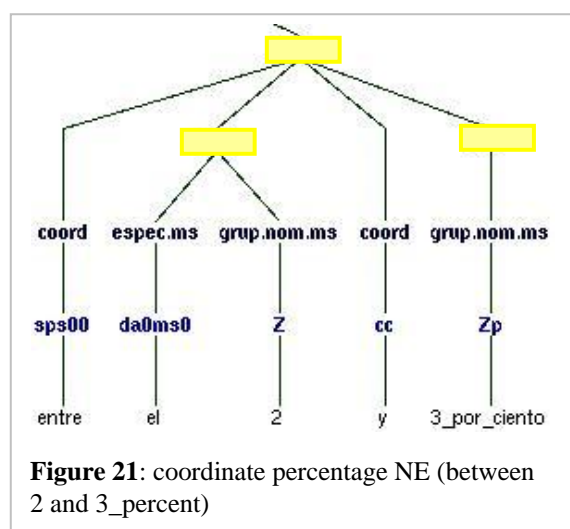 coord espec.ms grup.nom.ms coord grup.nom.ms
sps00 da0ms0 Z cc Zp
entre el 2 y 3_por_ciento
Figure 21: coordinate percentage NE (between
2 and 3_percent)